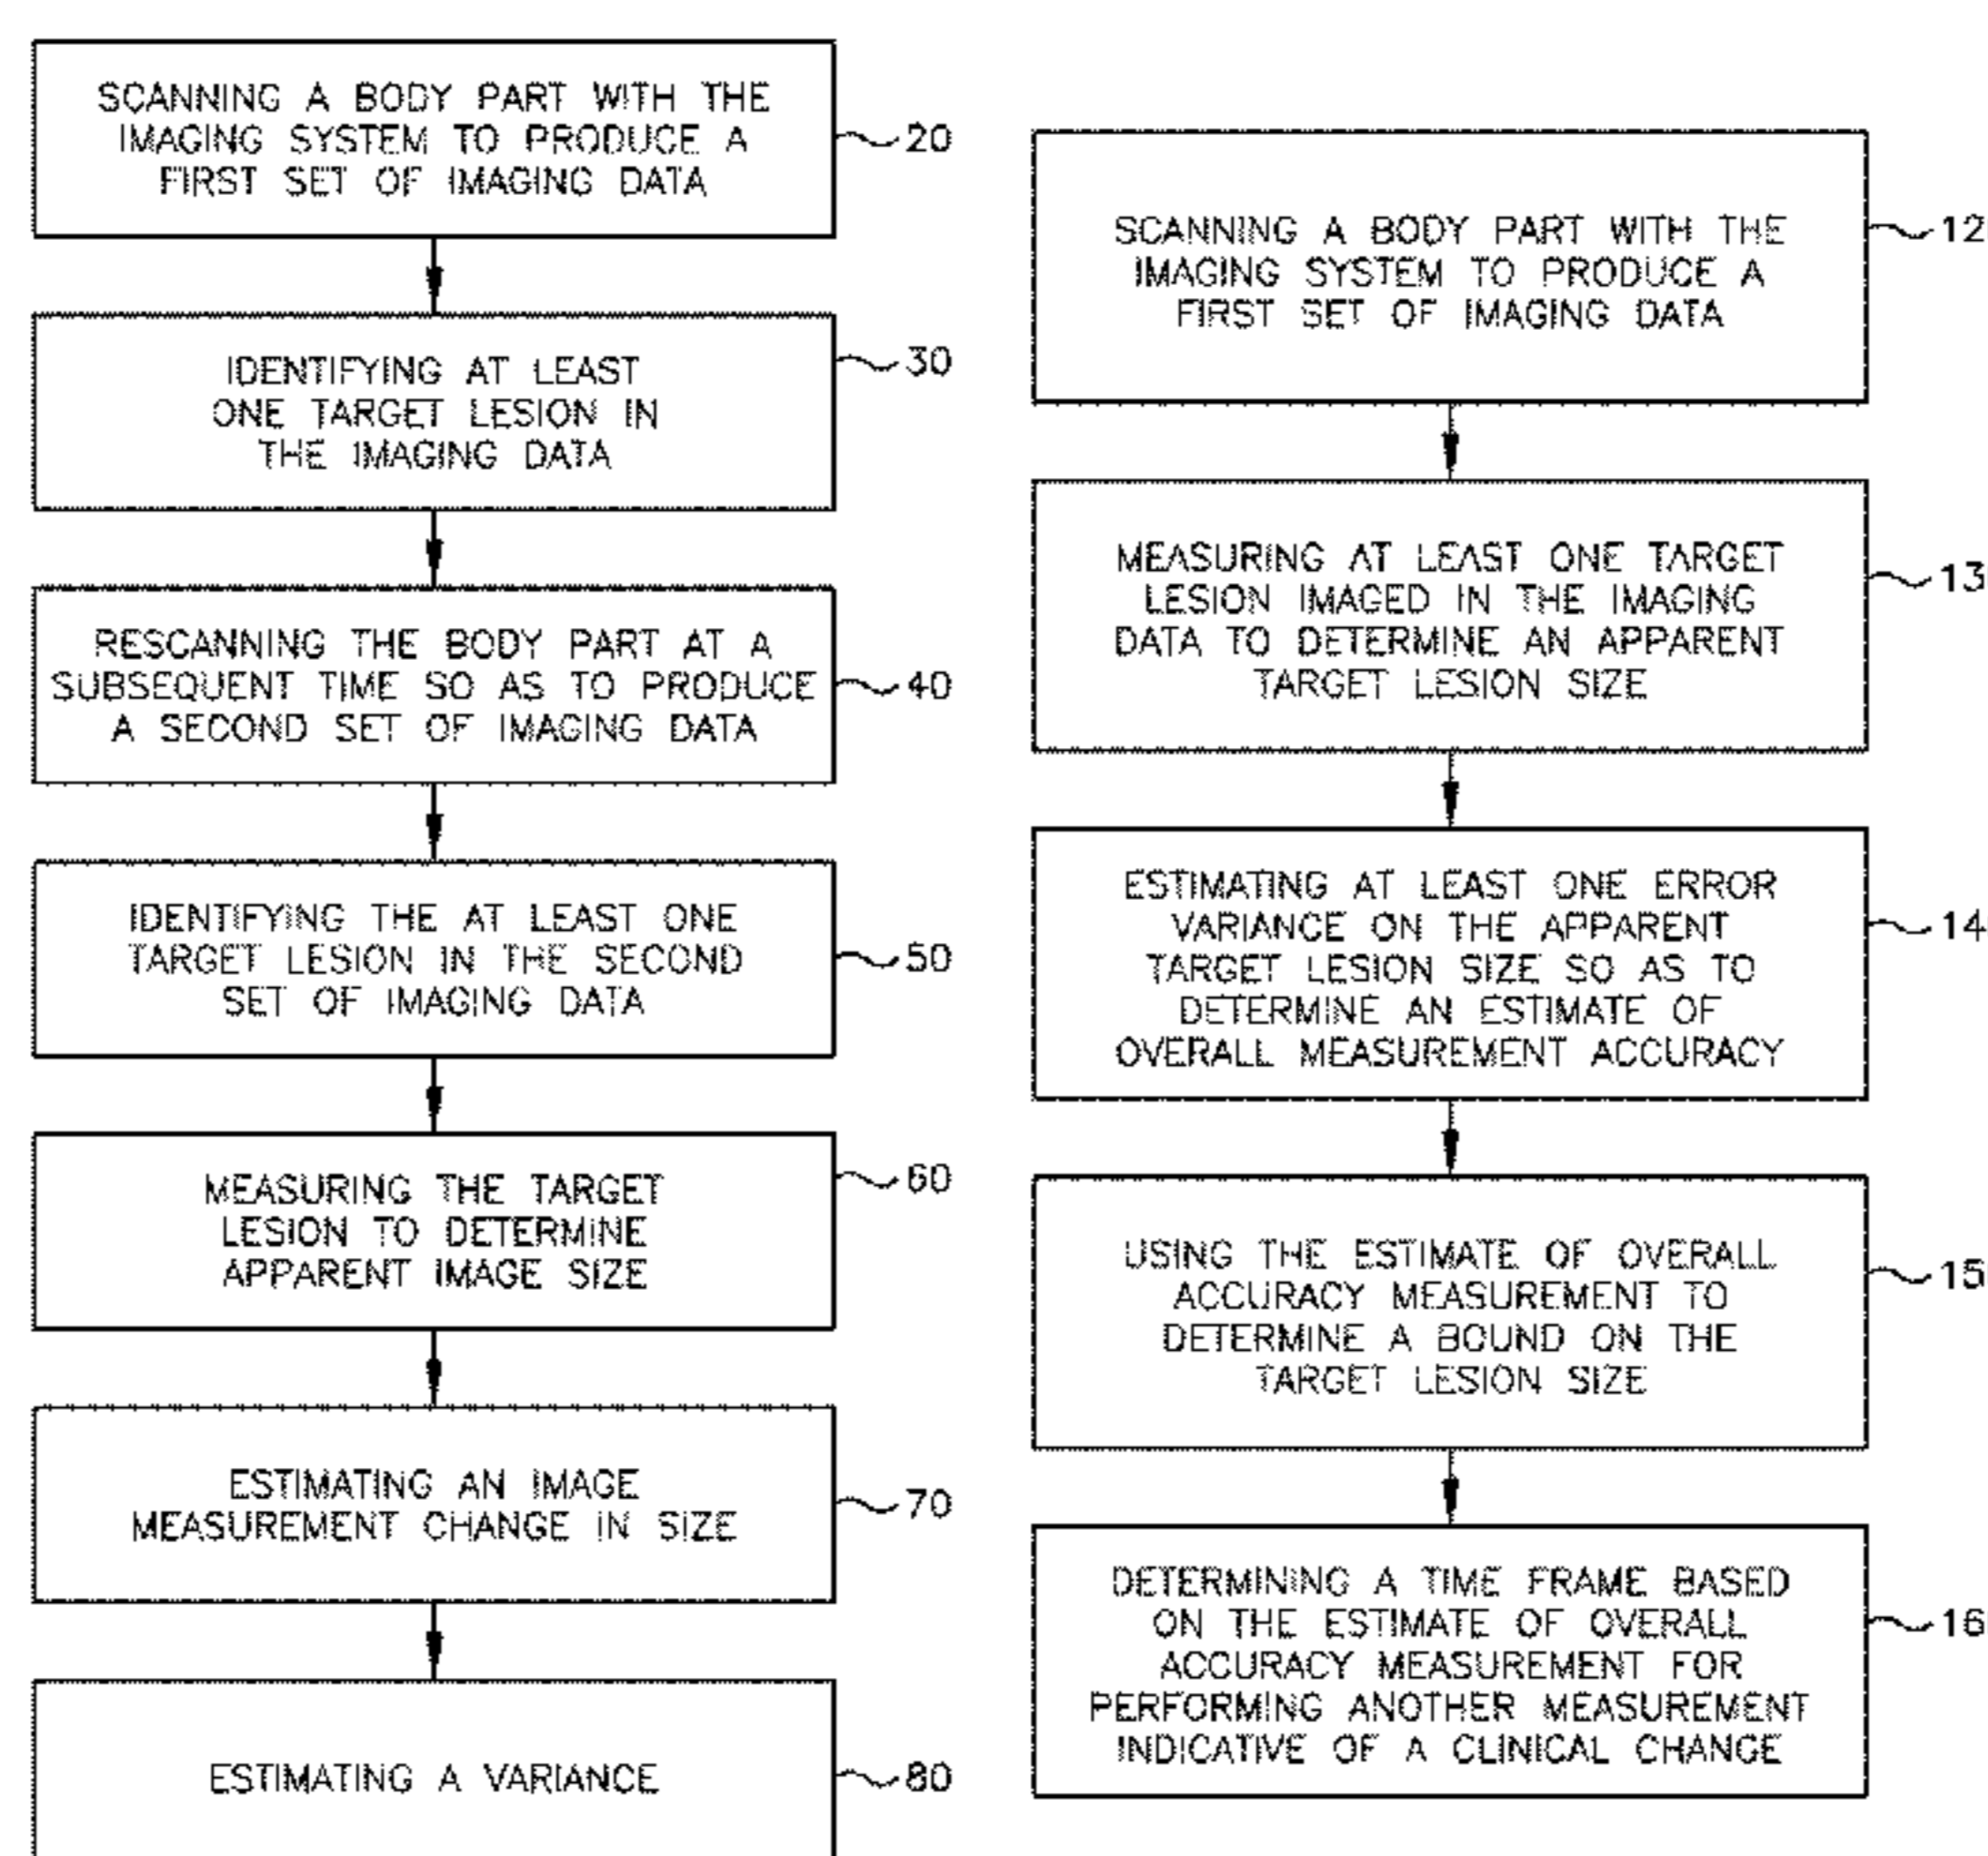 SCANNING A BODY PART WITH THE
IMAGING SYSTEM TO PRODUCE A
FIRST SET OF IMAGING DATA
20
IDENTIFYING AT LEAST
ONE TARGET LESION IN
THE IMAGING DATA
30
RESCANNING THE BODY PART AT A
SUBSEQUENT TIME SO AS TO PRODUCE
A SECOND SET OF IMAGING DATA
40
IDENTIFYING THE AT LEAST ONE
TARGET LESION IN THE SECOND
SET OF IMAGING DATA
50
MEASURING THE TARGET
LESION TO DETERMINE
APPARENT IMAGE SIZE
60
ESTIMATING AN IMAGE
MEASUREMENT CHANGE IN SIZE
70
ESTIMATING A VARIANCE
80
SCANNING A BODY PART WITH THE
IMAGING SYSTEM TO PRODUCE A
FIRST SET OF IMAGING DATA
12
MEASURING AT LEAST ONE TARGET
LESION IMAGED IN THE IMAGING
DATA TO DETERMINE AN APPARENT
TARGET LESION SIZE
13
ESTIMATING AT LEAST ONE ERROR
VARIANCE ON THE APPARENT
TARGET LESION SIZE SO AS TO
DETERMINE AN ESTIMATE OF
OVERALL MEASUREMENT ACCURACY
14
USING THE ESTIMATE OF OVERALL
ACCURACY MEASUREMENT TO
DETERMINE A BOUND ON THE
TARGET LESION SIZE
15
DETERMINING A TIME FRAME BASED
ON THE ESTIMATE OF OVERALL
ACCURACY MEASUREMENT FOR
PERFORMING ANOTHER MEASUREMENT
INDICATIVE OF A CLINICAL CHANGE
16